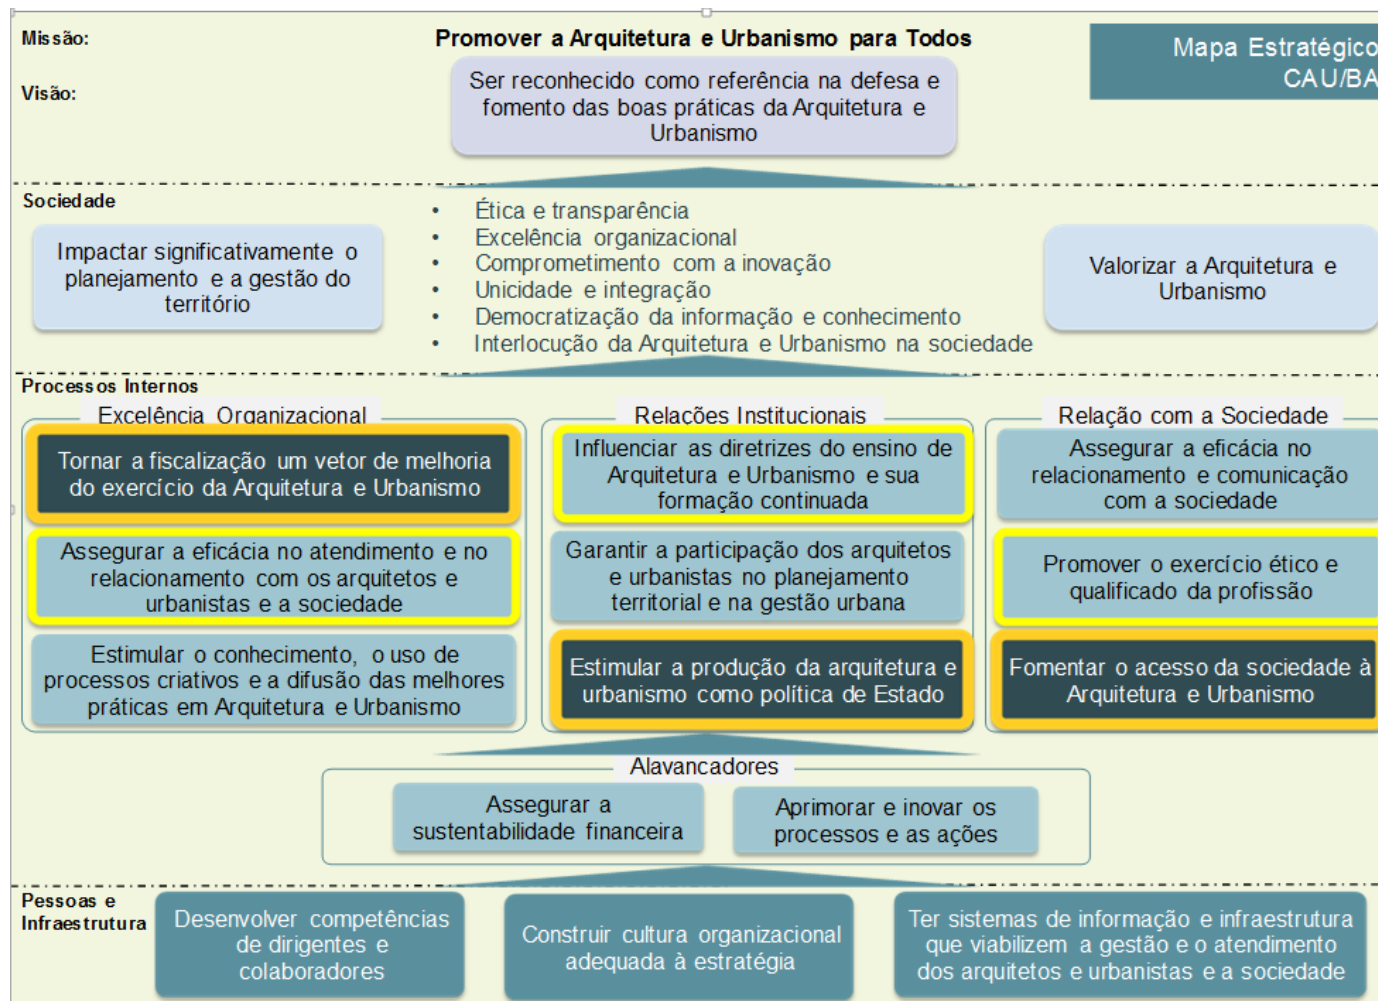 Missão:
Promover a Arquitetura e Urbanismo para Todos
Mapa Estratégico
CAU/BA
Visão:
Ser reconhecido como referência na defesa e
fomento das boas práticas da Arquitetura e
Urbanismo
Sociedade
Impactar significativamente o
planejamento e a gestão do
território
• Ética e transparência
• Excelência organizacional
• Comprometimento com a inovação
• Unicidade e integração
• Democratização da informação e conhecimento
• Interlocução da Arquitetura e Urbanismo na sociedade
Valorizar a Arquitetura e
Urbanismo
Processos Internos
Excelência Organizacional
Tornar a fiscalização um vetor de melhoria
do exercício da Arquitetura e Urbanismo
Assegurar a eficácia no atendimento e no
relacionamento com os arquitetos e
urbanistas e a sociedade
Estimular o conhecimento, o uso de
processos criativos e a difusão das melhores
práticas em Arquitetura e Urbanismo
Relações Institucionais
Influenciar as diretrizes do ensino de
Arquitetura e Urbanismo e sua
formação continuada
Garantir a participação dos arquitetos
e urbanistas no planejamento
territorial e na gestão urbana
Estimular a produção da arquitetura e
urbanismo como política de Estado
Relação com a Sociedade
Assegurar a eficácia no
relacionamento e comunicação
com a sociedade
Promover o exercício ético e
qualificado da profissão
Fomentar o acesso da sociedade à
Arquitetura e Urbanismo
Alavancadores
Assegurar a
sustentabilidade financeira
Aprimorar e inovar os
processos e as ações
Pessoas e
Infraestrutura
Desenvolver competências
de dirigentes e
colaboradores
Construir cultura organizacional
adequada à estratégia
Ter sistemas de informação e infraestrutura
que viabilizem a gestão e o atendimento
dos arquitetos e urbanistas e a sociedade